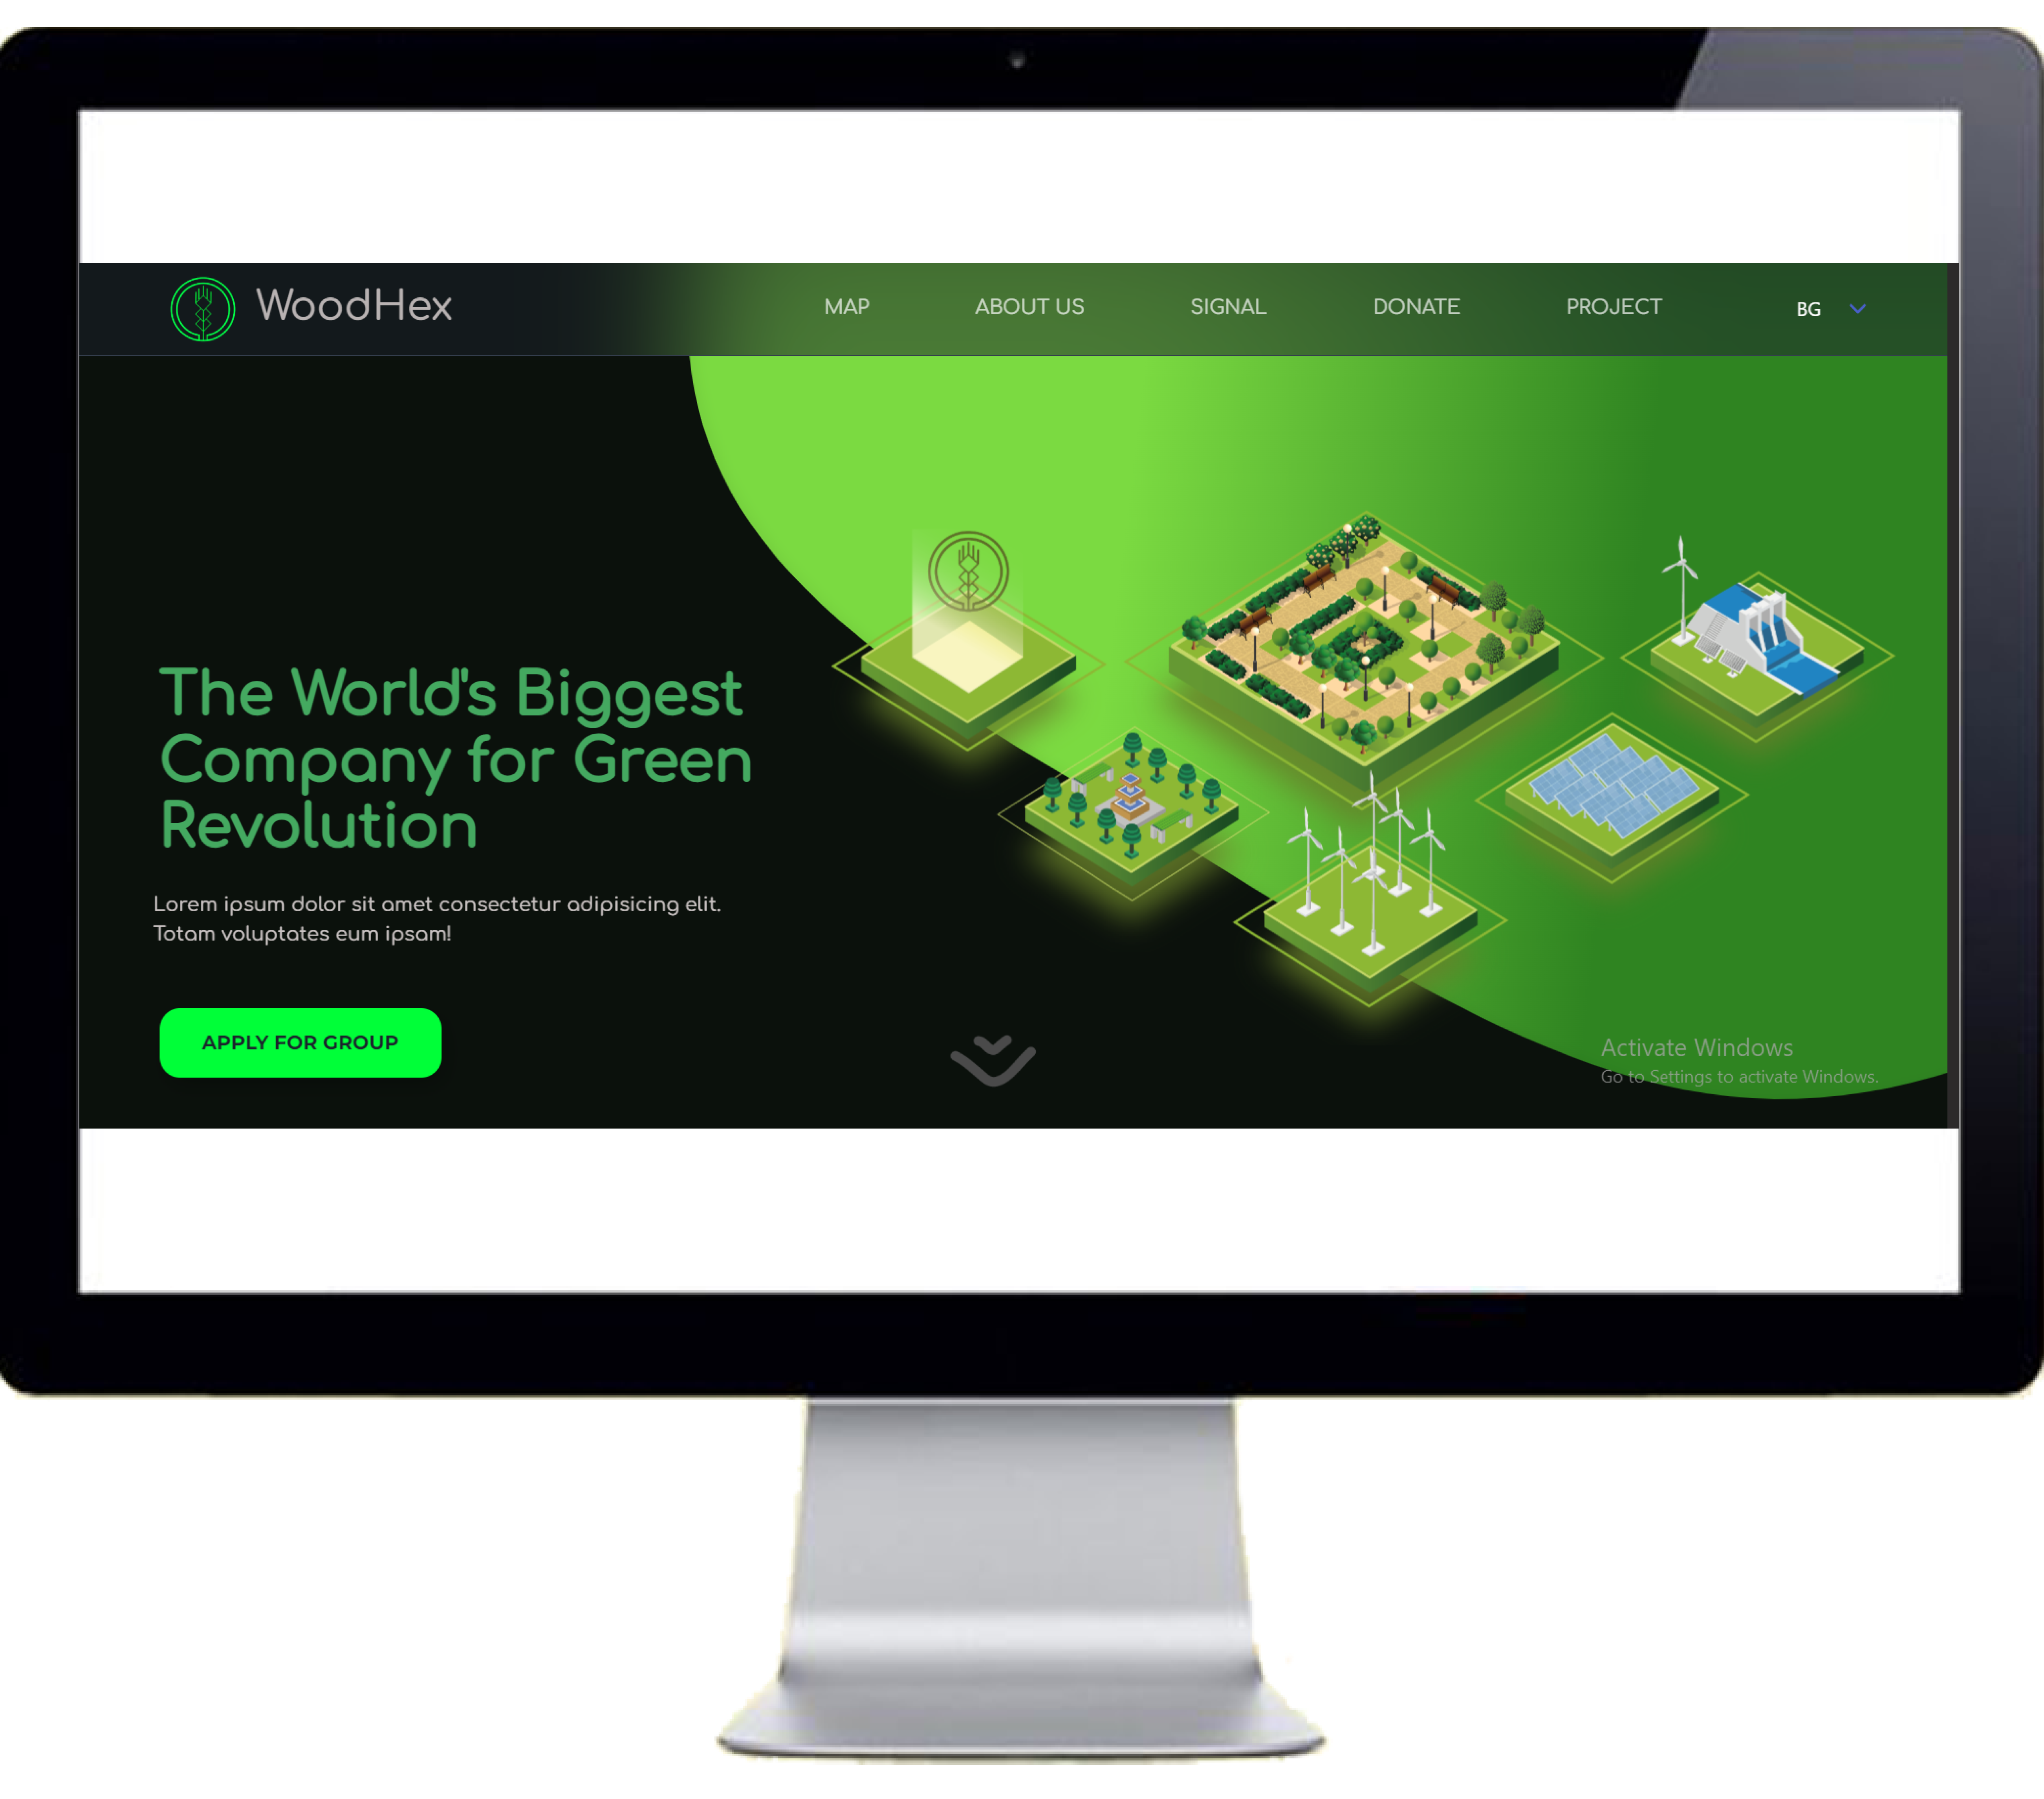 WoodHex
MAP
ABOUT US
SIGNAL
DONATE
PROJECT
BG
The World's Biggest
Company for Green
Revolution
Lorem ipsum dolor sit amet consectetur adipisicing elit.
Totam voluptates eum ipsam!
APPLY FOR GROUP
Activate Windows
Go to Settings to activate Windows.